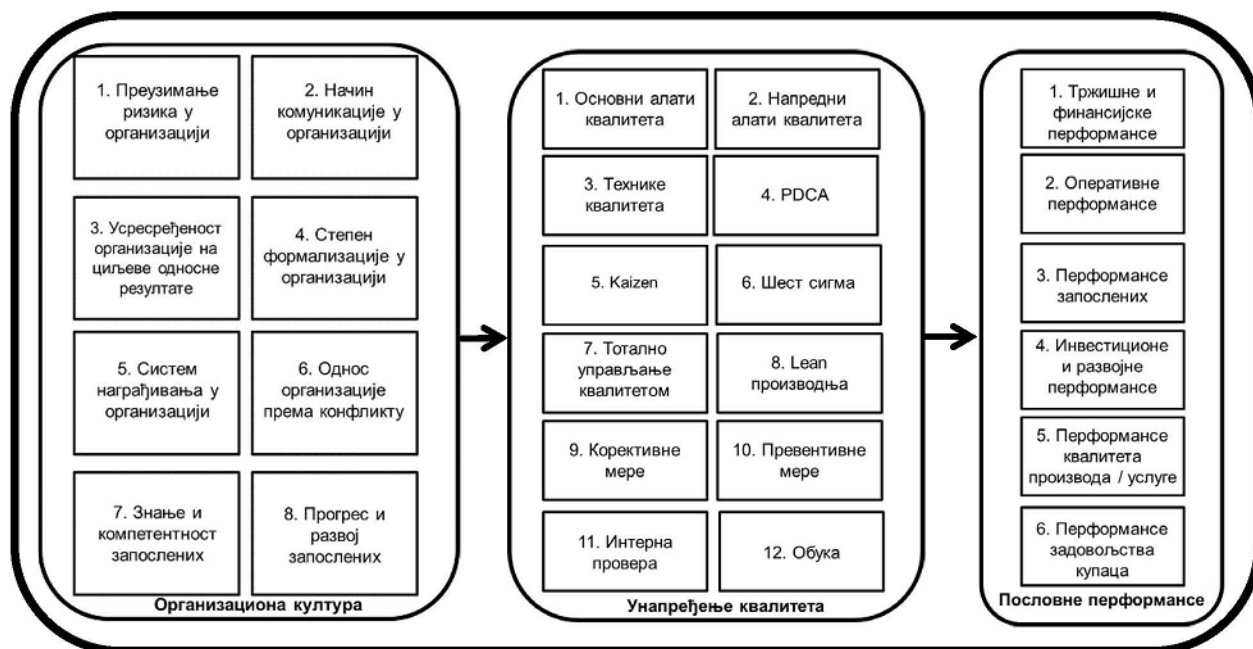 1. Преузимање
ризика у
организацији
2. Начин
комуникације у
организацији
3. Усресређеност
организације на
циљеве односне
резултате
4. Степен
формализације у
организацији
5. Систем
награђивања у
организацији
6. Однос
организације
према конфликту
7. Знање и
компетентност
запослених
8. Прогрес и
развој
запослених
Организациона култура
1. Основни алати
квалитета
2. Напредни
алати квалитета
3. Технике
квалитета
4. PDCA
5. Kaizen
6. Шест сигма
7. Тотално
управљање
квалитетом
8. Lean
производња
9. Корективне
мере
10. Превентивне
мере
11. Интерна
провера
12. Обука
Унапређење квалитета
1. Тржишне и
финансијске
перформансе
2. Оперативне
перформансе
3. Перформансе
запослених
4. Инвестиционе
и развојне
перформансе
5. Перформансе
квалитета
производа / услуге
6. Перформансе
задовољства
купаца
Пословне перформансе